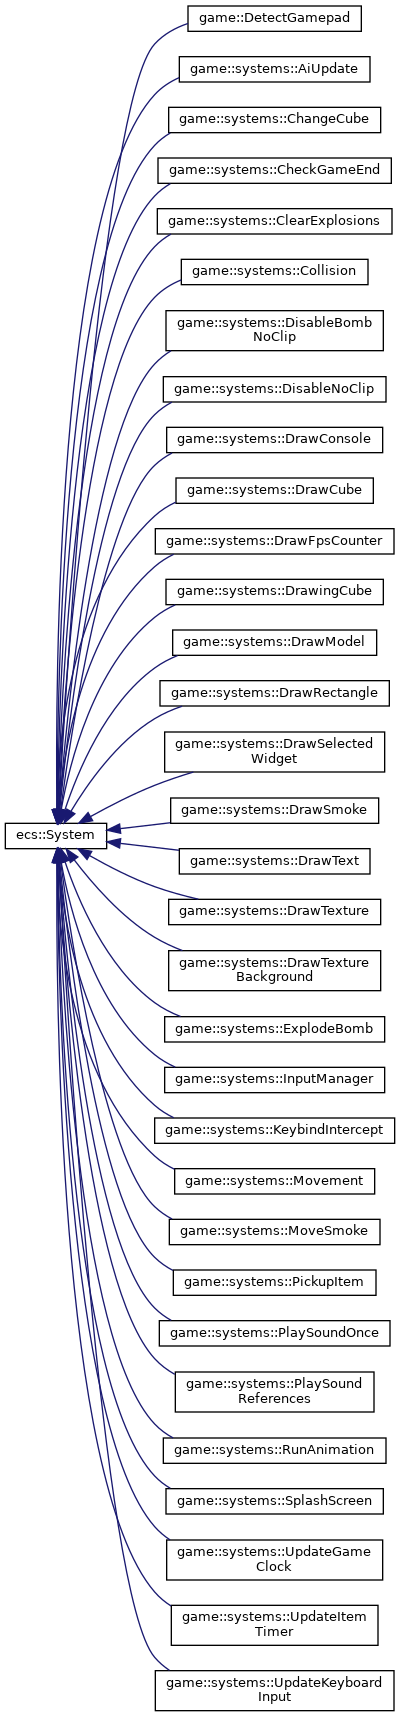 game::DetectGamepad
game::systems::AiUpdate
game::systems::ChangeCube
game::systems::CheckGameEnd
game::systems::ClearExplosions
game::systems::Collision
game::systems::DisableBomb
NoClip
game::systems::DisableNoClip
game::systems::DrawConsole
game::systems::DrawCube
game::systems::DrawFpsCounter
game::systems::DrawingCube
game::systems::DrawModel
game::systems::DrawRectangle
game::systems::DrawSelected
Widget
game::systems::DrawSmoke
ecs::System
game::systems::DrawText
game::systems::DrawTexture
game::systems::DrawTexture
Background
game::systems::ExplodeBomb
game::systems::InputManager
game::systems::KeybindIntercept
game::systems::Movement
game::systems::MoveSmoke
game::systems::PickupItem
game::systems::PlaySoundOnce
game::systems::PlaySound
References
game::systems::RunAnimation
game::systems::SplashScreen
game::systems::UpdateGame
Clock
game::systems::UpdateItem
Timer
game::systems::UpdateKeyboard
Input